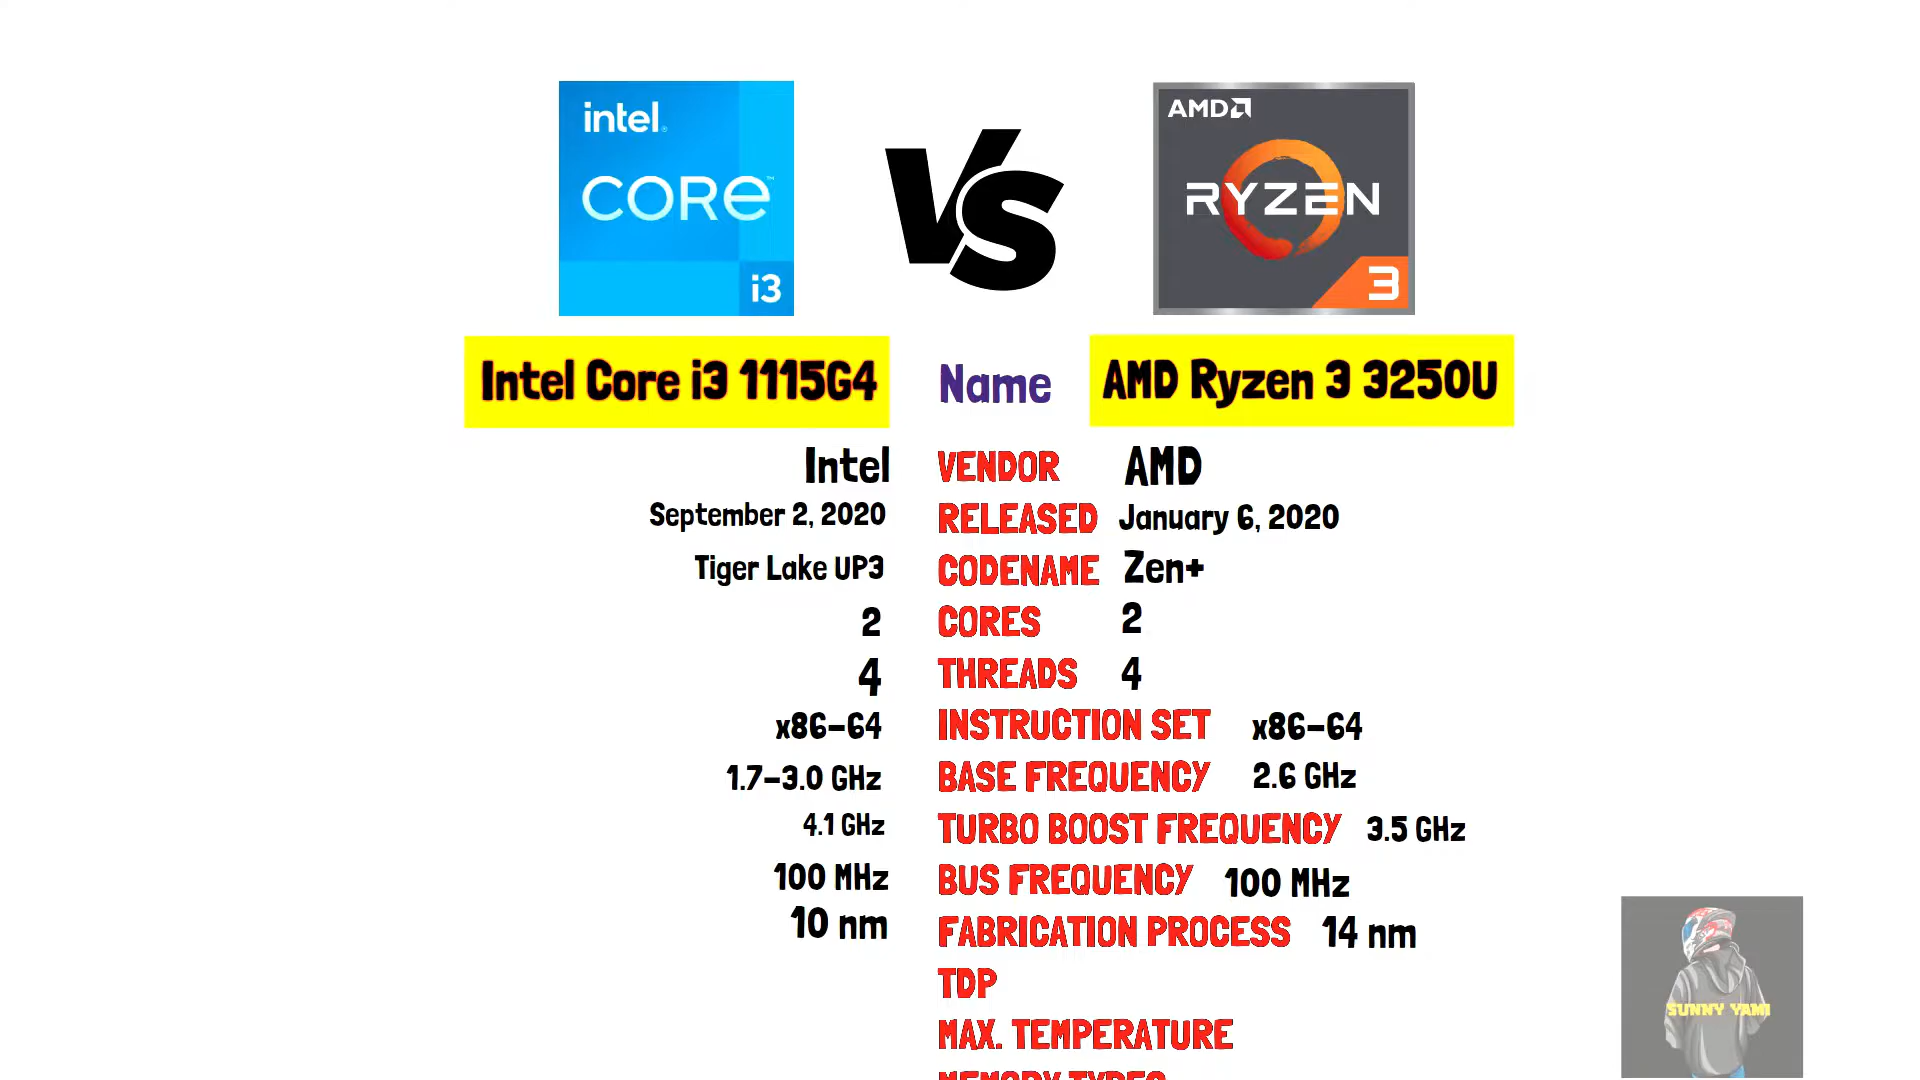 intel
CORE™
i3
VS
AMD
RYZEN
3
Intel Core i3 1115G4 Name AMD Ryzen 3 3250U
Intel VENDOR AMD
September 2, 2020 RELEASED January 6, 2020
Tiger Lake UP3 CODENAME Zen+
2 CORES 2
4 THREADS 4
x86-64 INSTRUCTION SET x86-64
1.7-3.0 GHz BASE FREQUENCY 2.6 GHz
4.1 GHz TURBO BOOST FREQUENCY 3.5 GHz
100 MHz BUS FREQUENCY 100 MHz
10 nm FABRICATION PROCESS 14 nm
TDP
MAX. TEMPERATURE
MEMORY TYPES
SUNNY YAMI